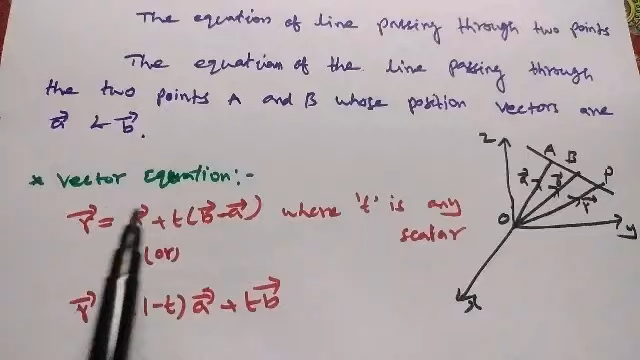 The equation of line passing through two points
The equation of the line passing through
the two points A and B whose position vectors are
a⃗ & b⃗.
* Vector Equation:-
r⃗ = a⃗ + t(b⃗-a⃗) where 't' is any
scalar
(or)
r⃗ 1-t)a⃗ + tb⃗
z
A
B
P
a⃗
b⃗
r⃗
O
y
x